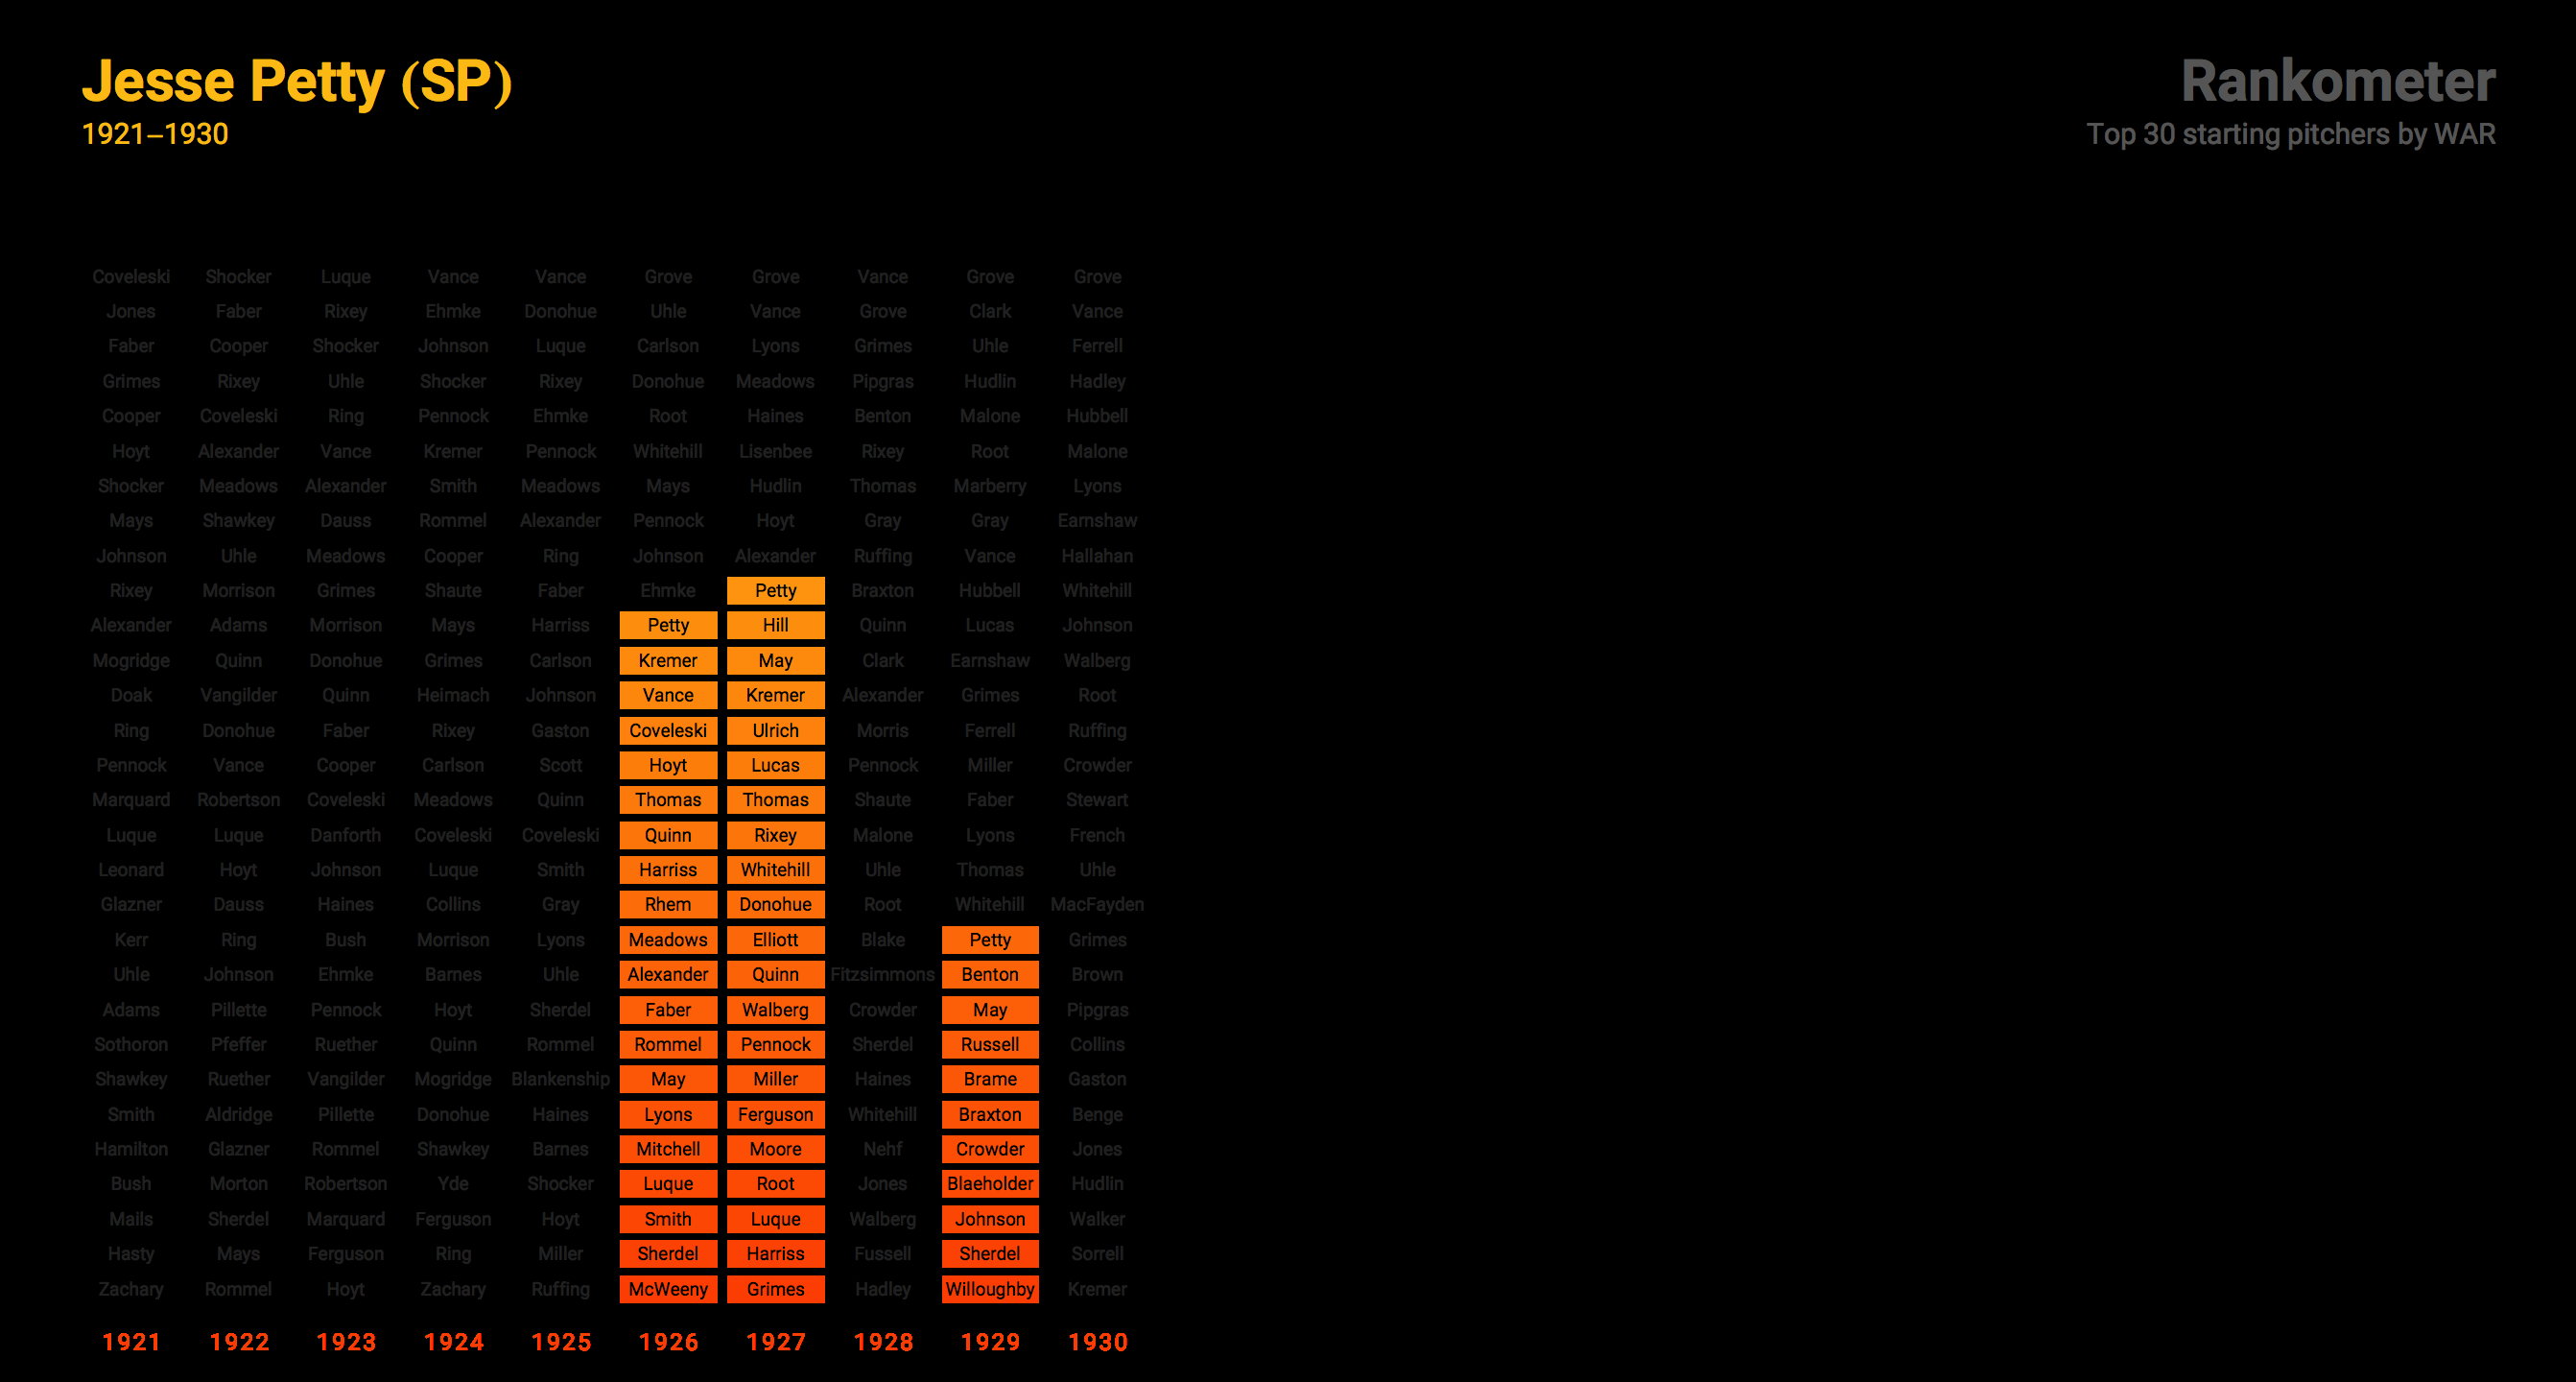 Jesse Petty (SP)
1921–1930
Rankometer
Top 30 starting pitchers by WAR
Coveleski Shocker Luque Vance Vance Grove Grove Vance Grove Grove
Jones Faber Rixey Ehmke Donohue Uhle Vance Grove Clark Vance
Faber Cooper Shocker Johnson Luque Carlson Lyons Grimes Uhle Ferrell
Grimes Rixey Uhle Shocker Rixey Donohue Meadows Pipgras Hudlin Hadley
Cooper Coveleski Ring Pennock Ehmke Root Haines Benton Malone Hubbell
Hoyt Alexander Vance Kremer Pennock Whitehill Lisenbee Rixey Root Malone
Shocker Meadows Alexander Smith Meadows Mays Hudlin Thomas Marberry Lyons
Mays Shawkey Dauss Rommel Alexander Pennock Hoyt Gray Gray Earnshaw
Johnson Uhle Meadows Cooper Ring Johnson Alexander Ruffing Vance Hallahan
Rixey Morrison Grimes Shaute Faber Ehmke Petty Braxton Hubbell Whitehill
Alexander Adams Morrison Mays Harriss Petty Hill Quinn Lucas Johnson
Mogridge Quinn Donohue Grimes Carlson Kremer May Clark Earnshaw Walberg
Doak Vangilder Quinn Heimach Johnson Vance Kremer Alexander Grimes Root
Ring Donohue Faber Rixey Gaston Coveleski Ulrich Morris Ferrell Ruffing
Pennock Vance Cooper Carlson Scott Hoyt Lucas Pennock Miller Crowder
Marquard Robertson Coveleski Meadows Quinn Thomas Thomas Shaute Faber Stewart
Luque Luque Danforth Coveleski Coveleski Quinn Rixey Malone Lyons French
Leonard Hoyt Johnson Luque Smith Harriss Whitehill Uhle Thomas Uhle
Glazner Dauss Haines Collins Gray Rhem Donohue Root Whitehill MacFayden
Kerr Ring Bush Morrison Lyons Meadows Elliott Blake Petty Grimes
Uhle Johnson Ehmke Barnes Uhle Alexander Quinn Fitzsimmons Benton Brown
Adams Pillette Pennock Hoyt Sherdel Faber Walberg Crowder May Pipgras
Sothoron Pfeffer Ruether Quinn Rommel Rommel Pennock Sherdel Russell Collins
Shawkey Ruether Vangilder Mogridge Blankenship May Miller Haines Brame Gaston
Smith Aldridge Pillette Donohue Haines Lyons Ferguson Whitehill Braxton Benge
Hamilton Glazner Rommel Shawkey Barnes Mitchell Moore Nehf Crowder Jones
Bush Morton Robertson Yde Shocker Luque Root Jones Blaeholder Hudlin
Mails Sherdel Marquard Ferguson Hoyt Smith Luque Walberg Johnson Walker
Hasty Mays Ferguson Ring Miller Sherdel Harriss Fussell Sherdel Sorrell
Zachary Rommel Hoyt Zachary Ruffing McWeeny Grimes Hadley Willoughby Kremer
1921 1922 1923 1924 1925 1926 1927 1928 1929 1930